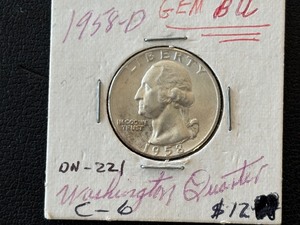 1958-D GEM BU
LIBERTY
IN GOD WE
TRUST
1958
DN-221
Washington Quarter
C-6 $12